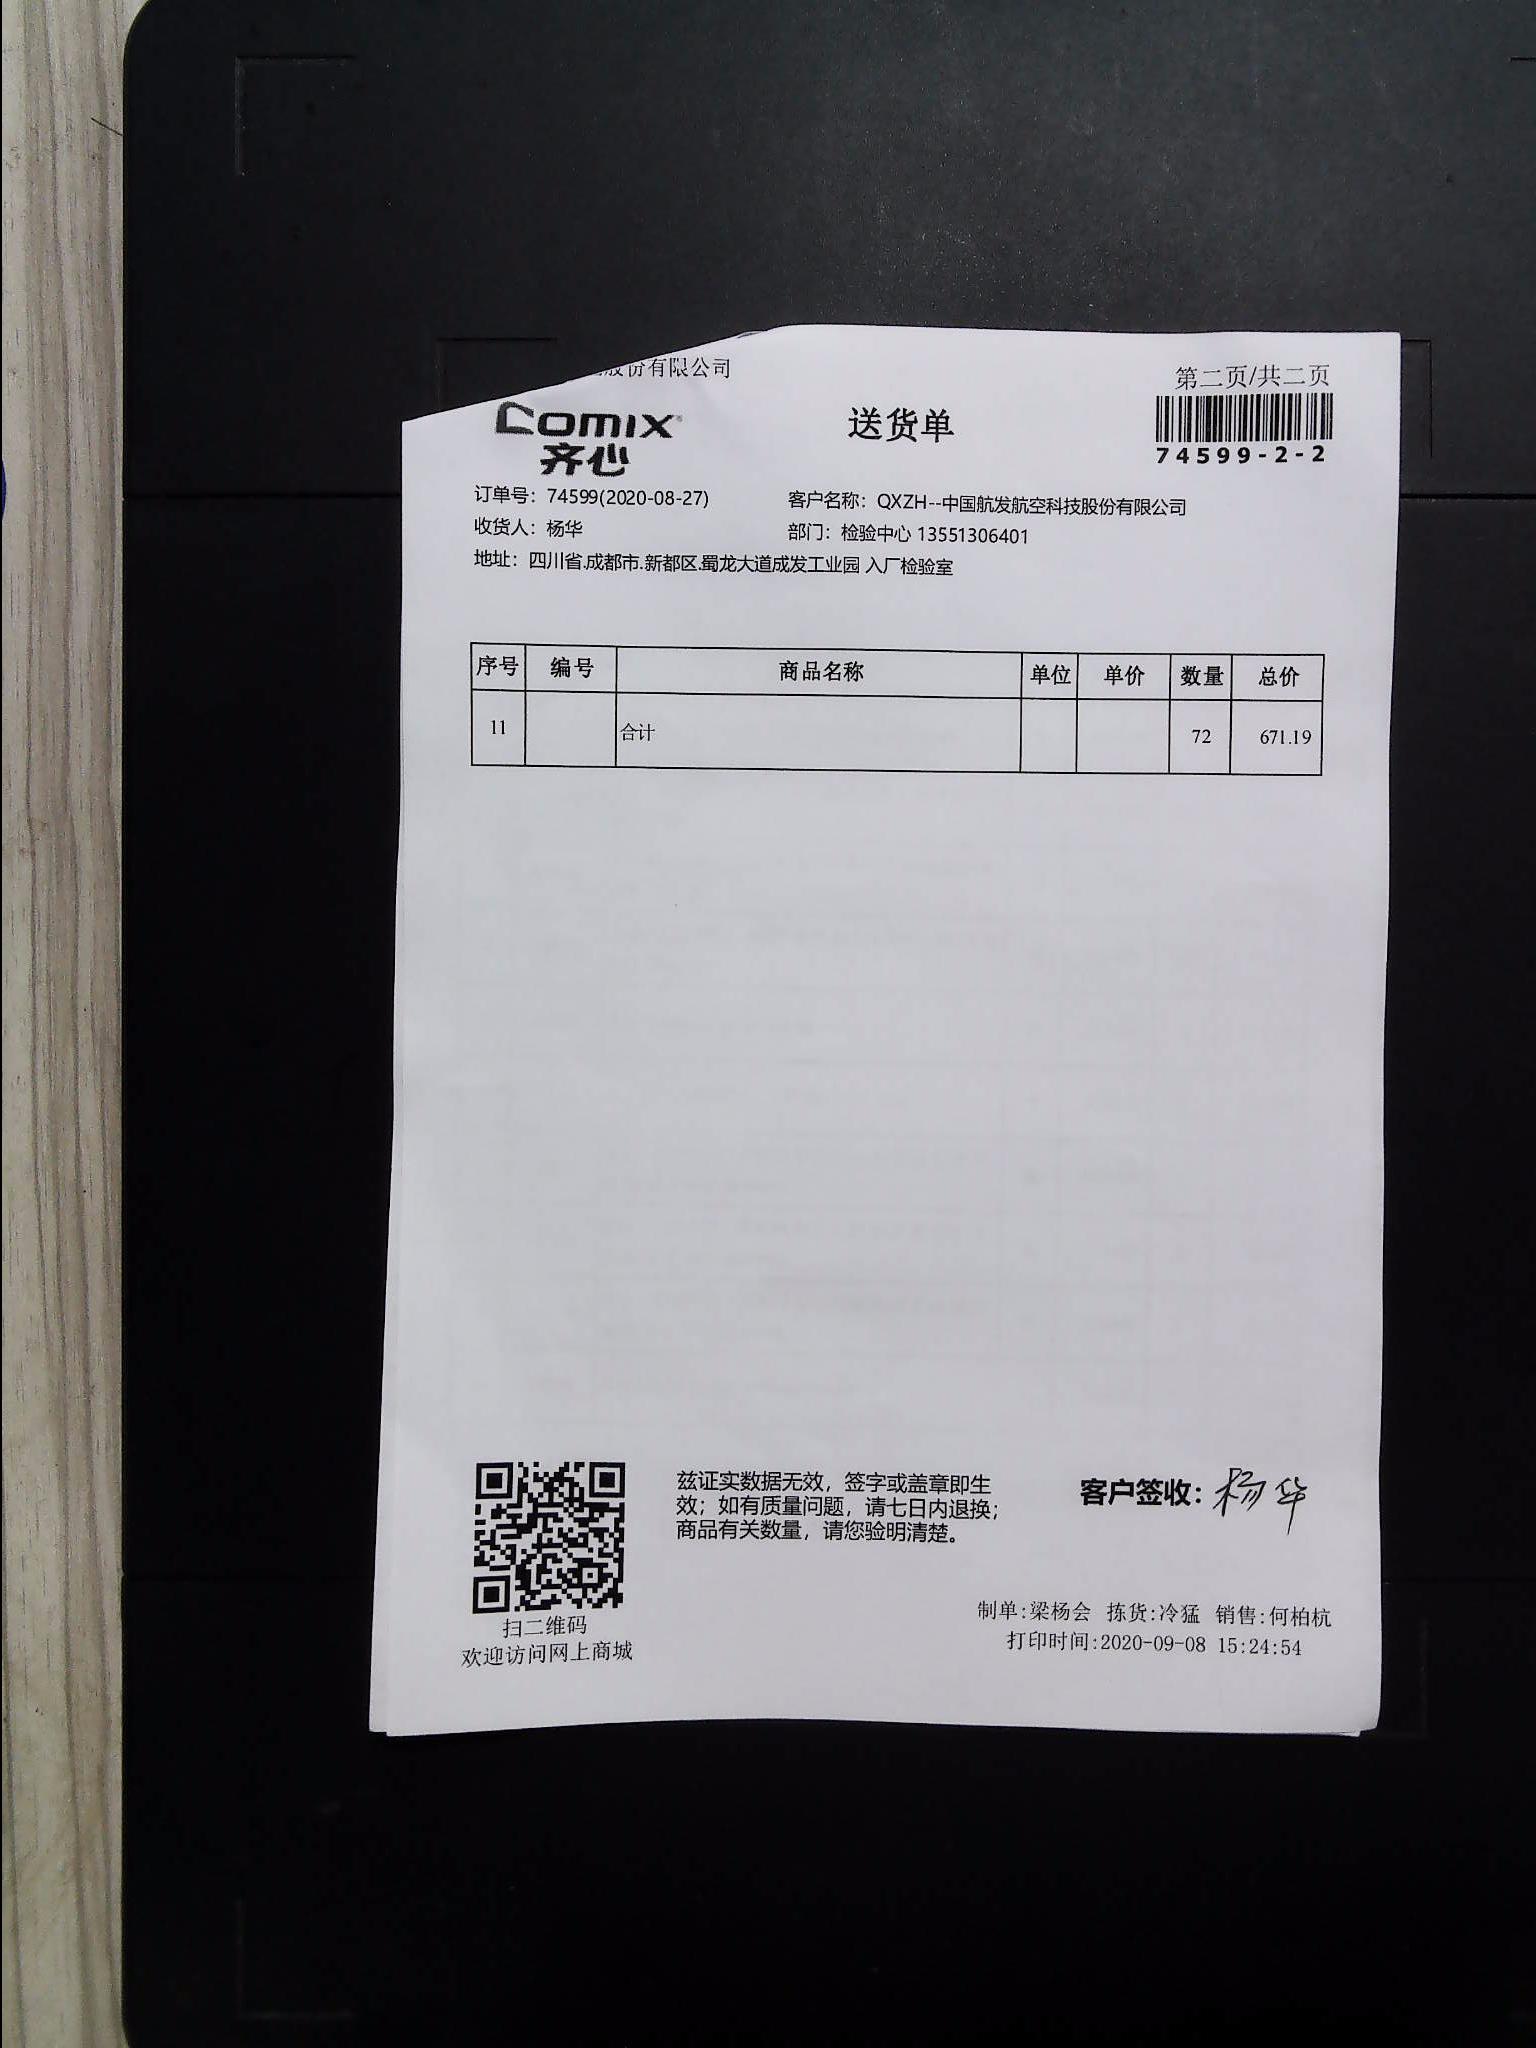 股份有限公司
第二页/共二页
comix
齐心
送货单
74599-2-2
订单号：74599(2020-08-27)
客户名称：QXZH--中国航发航空科技股份有限公司
收货人：杨华
部门：检验中心 13551306401
地址：四川省.成都市.新都区.蜀龙大道成发工业园 入厂检验室
序号 编号 商品名称 单位 单价 数量 总价
11 合计 72 671.19
兹证实数据无效，签字或盖章即生
效；如有质量问题，请七日内退换；
商品有关数量，请您验明清楚。
客户签收：杨华
扫二维码
欢迎访问网上商城
制单:梁杨会 拣货:冷猛 销售:何柏杭
打印时间:2020-09-08 15:24:54